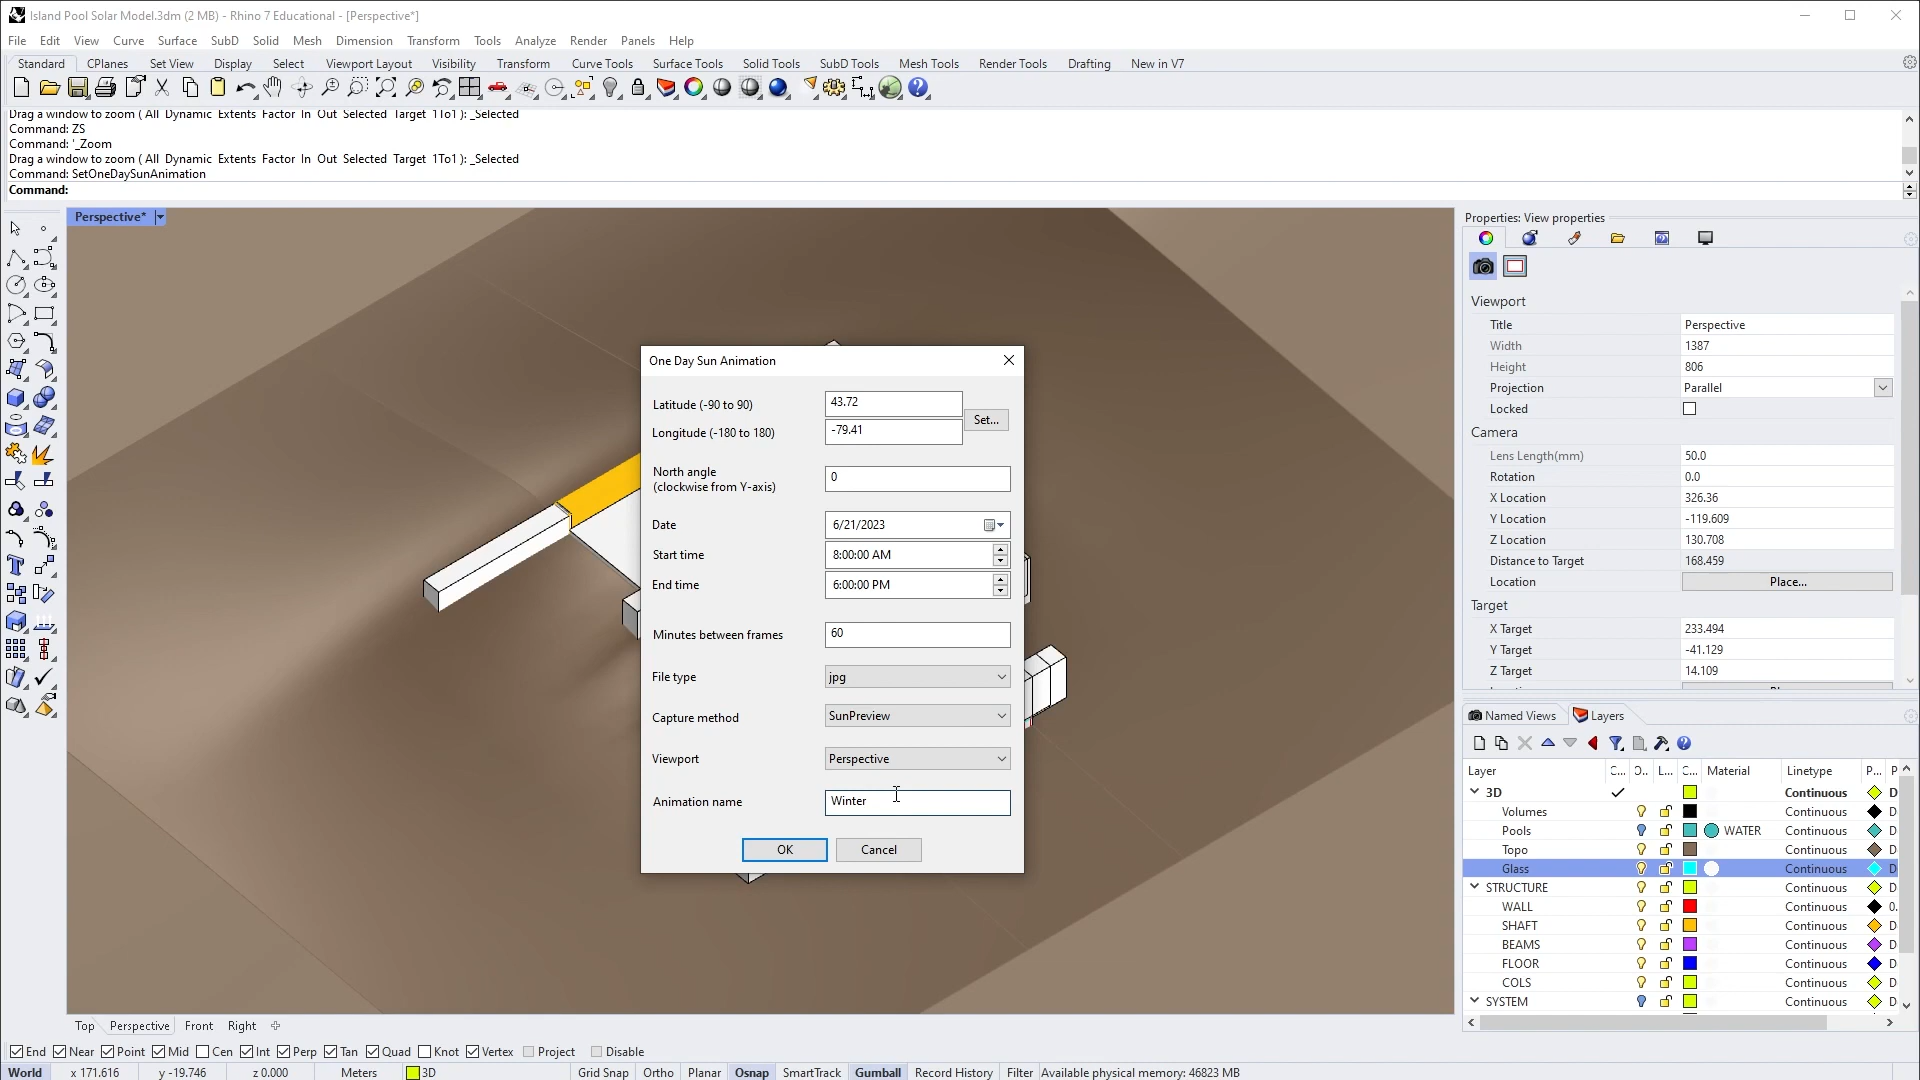 Island Pool Solar Model.3dm (2 MB) - Rhino 7 Educational - [Perspective*]
File Edit View Curve Surface SubD Solid Mesh Dimension Transform Tools Analyze Render Panels Help
Standard CPlanes Set View Display Select Viewport Layout Visibility Transform Curve Tools Surface Tools Solid Tools SubD Tools Mesh Tools Render Tools Drafting New in V7
Drag a window to zoom ( All Dynamic Extents Factor In Out Selected Target 1To1 ): _Selected
Command: ZS
Command: '_Zoom
Drag a window to zoom ( All Dynamic Extents Factor In Out Selected Target 1To1 ): _Selected
Command: SetOneDaySunAnimation
Command:
Perspective*
One Day Sun Animation
Latitude (-90 to 90) 43.72
Set...
Longitude (-180 to 180) -79.41
North angle
(clockwise from Y-axis) 0
Date 6/21/2023
Start time 8:00:00 AM
End time 6:00:00 PM
Minutes between frames 60
File type jpg
Capture method SunPreview
Viewport Perspective
Animation name Winter
OK Cancel
Properties: View properties
Viewport
Title Perspective
Width 1387
Height 806
Projection Parallel
Locked
Camera
Lens Length(mm) 50.0
Rotation 0.0
X Location 326.36
Y Location -119.609
Z Location 130.708
Distance to Target 168.459
Location Place...
Target
X Target 233.494
Y Target -41.129
Z Target 14.109
Named Views Layers
Layer C... O.. L... C... Material Linetype P... P
3D Continuous D
Volumes Continuous D
Pools WATER Continuous D
Topo Continuous D
Glass Continuous D
STRUCTURE Continuous D
WALL Continuous 0.
SHAFT Continuous D
BEAMS Continuous D
FLOOR Continuous D
COLS Continuous D
SYSTEM Continuous D
Top Perspective Front Right
End Near Point Mid Cen Int Perp Tan Quad Knot Vertex Project Disable
World x 171.616 y -19.746 z 0.000 Meters 3D Grid Snap Ortho Planar Osnap SmartTrack Gumball Record History Filter Available physical memory: 46823 MB